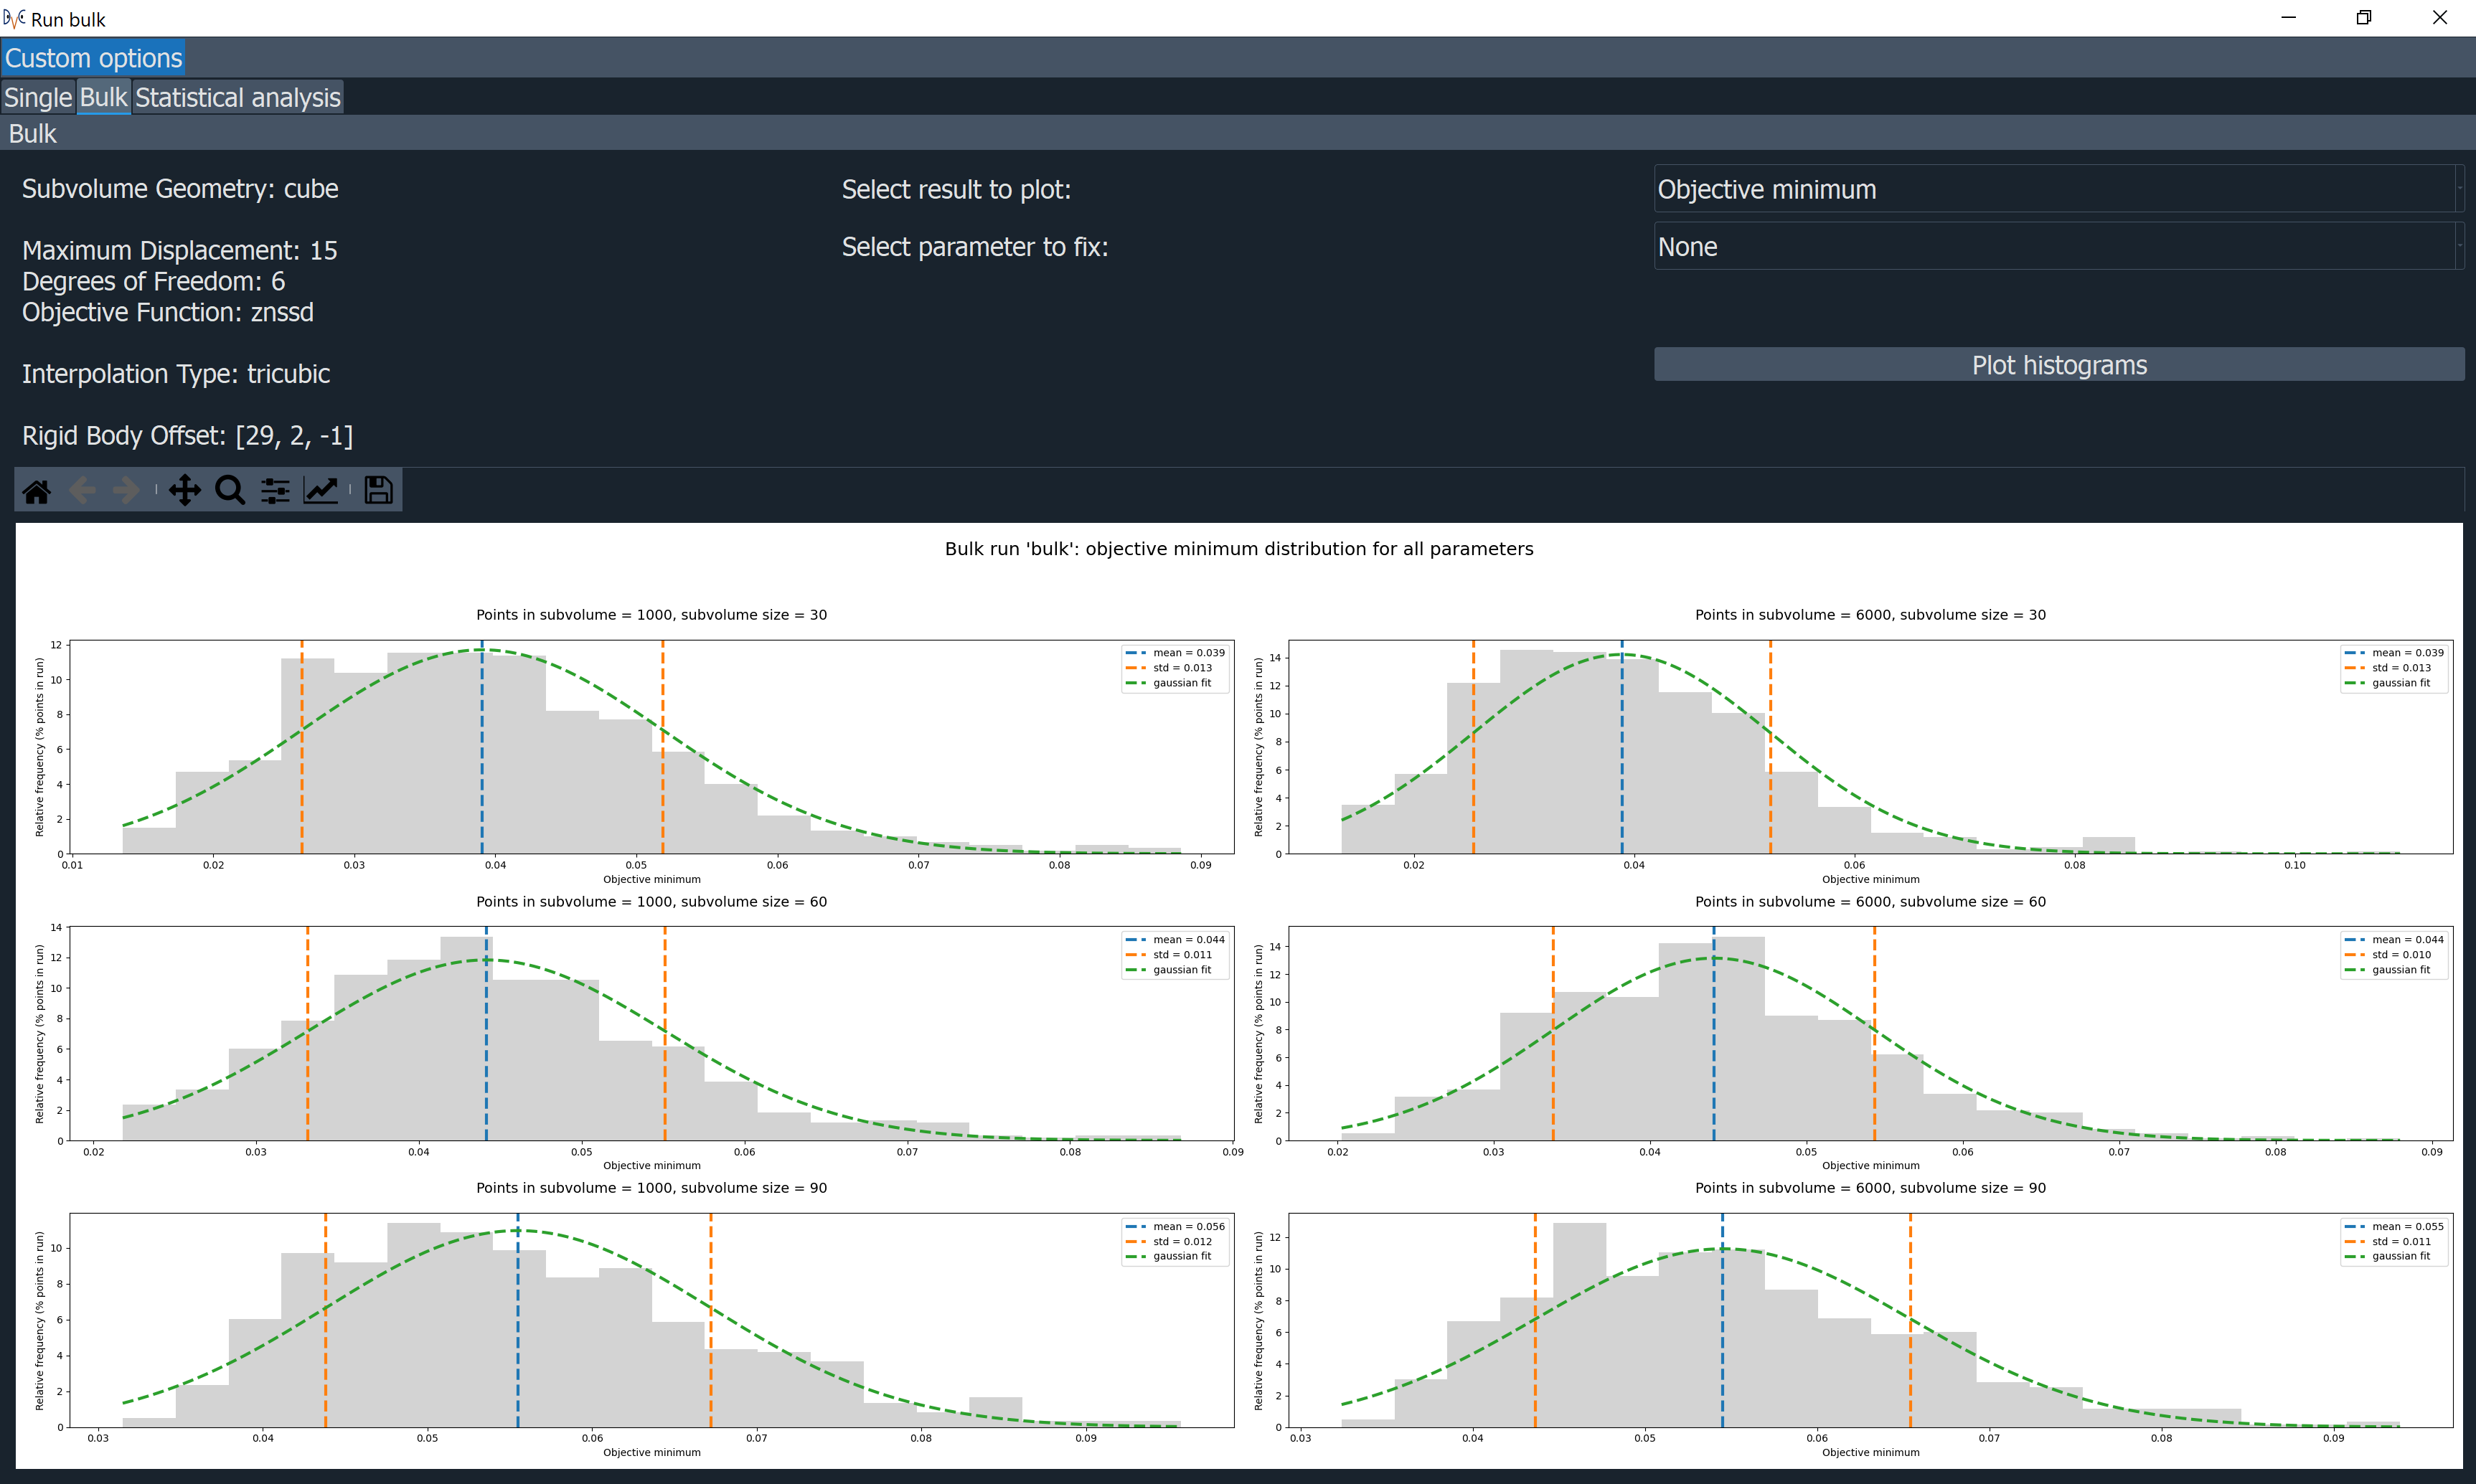 Run bulk
Custom options
Single Bulk Statistical analysis
Bulk
Subvolume Geometry: cube
Maximum Displacement: 15
Degrees of Freedom: 6
Objective Function: znssd
Interpolation Type: tricubic
Rigid Body Offset: [29, 2, -1]
Select result to plot:
Objective minimum
Select parameter to fix:
None
Plot histograms
Bulk run 'bulk': objective minimum distribution for all parameters
Points in subvolume = 1000, subvolume size = 30
Relative frequency (% points in run)
12
10
8
6
4
2
0
mean = 0.039
std = 0.013
gaussian fit
0.01 0.02 0.03 0.04 0.05 0.06 0.07 0.08 0.09
Objective minimum
Points in subvolume = 6000, subvolume size = 30
Relative frequency (% points in run)
14
12
10
8
6
4
2
0
mean = 0.039
std = 0.013
gaussian fit
0.02 0.04 0.06 0.08 0.10
Objective minimum
Points in subvolume = 1000, subvolume size = 60
Relative frequency (% points in run)
14
12
10
8
6
4
2
0
mean = 0.044
std = 0.011
gaussian fit
0.02 0.03 0.04 0.05 0.06 0.07 0.08 0.09
Objective minimum
Points in subvolume = 6000, subvolume size = 60
Relative frequency (% points in run)
14
12
10
8
6
4
2
0
mean = 0.044
std = 0.010
gaussian fit
0.02 0.03 0.04 0.05 0.06 0.07 0.08 0.09
Objective minimum
Points in subvolume = 1000, subvolume size = 90
Relative frequency (% points in run)
10
8
6
4
2
0
mean = 0.056
std = 0.012
gaussian fit
0.03 0.04 0.05 0.06 0.07 0.08 0.09
Objective minimum
Points in subvolume = 6000, subvolume size = 90
Relative frequency (% points in run)
12
10
8
6
4
2
0
mean = 0.055
std = 0.011
gaussian fit
0.03 0.04 0.05 0.06 0.07 0.08 0.09
Objective minimum